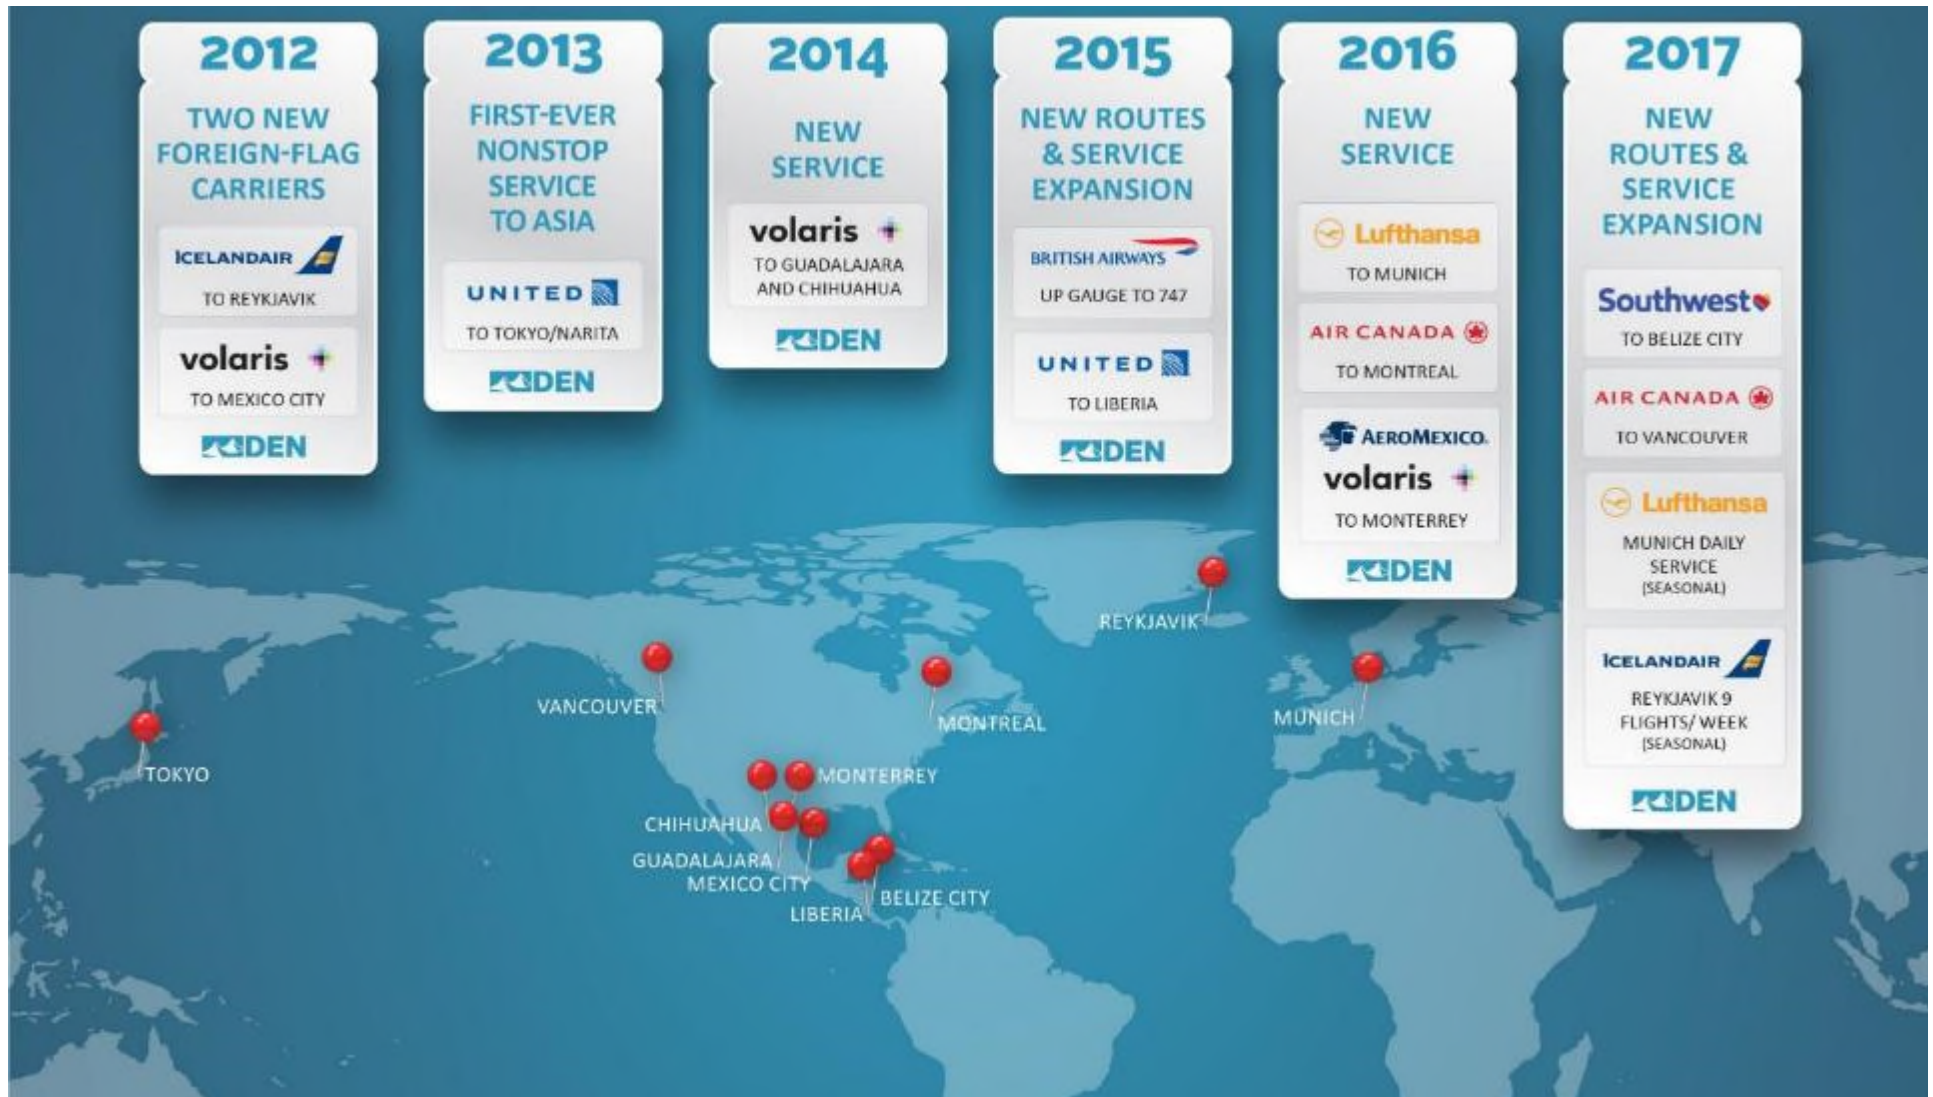 2012
TWO NEW
FOREIGN-FLAG
CARRIERS
ICELANDAIR
TO REYKJAVIK
volaris
TO MEXICO CITY
DEN
2013
FIRST-EVER
NONSTOP
SERVICE
TO ASIA
UNITED
TO TOKYO/NARITA
DEN
2014
NEW
SERVICE
volaris
TO GUADALAJARA
AND CHIHUAHUA
DEN
2015
NEW ROUTES
& SERVICE
EXPANSION
BRITISH AIRWAYS
UP GAUGE TO 747
UNITED
TO LIBERIA
DEN
2016
NEW
SERVICE
Lufthansa
TO MUNICH
AIR CANADA
TO MONTREAL
AEROMEXICO.
volaris
TO MONTERREY
DEN
2017
NEW
ROUTES &
SERVICE
EXPANSION
Southwest
TO BELIZE CITY
AIR CANADA
TO VANCOUVER
Lufthansa
MUNICH DAILY
SERVICE
(SEASONAL)
ICELANDAIR
REYKJAVIK 9
FLIGHTS/ WEEK
(SEASONAL)
DEN
REYKJAVIK
VANCOUVER
MONTREAL
MUNICH
TOKYO
MONTERREY
CHIHUAHUA
GUADALAJARA
MEXICO CITY
BELIZE CITY
LIBERIA